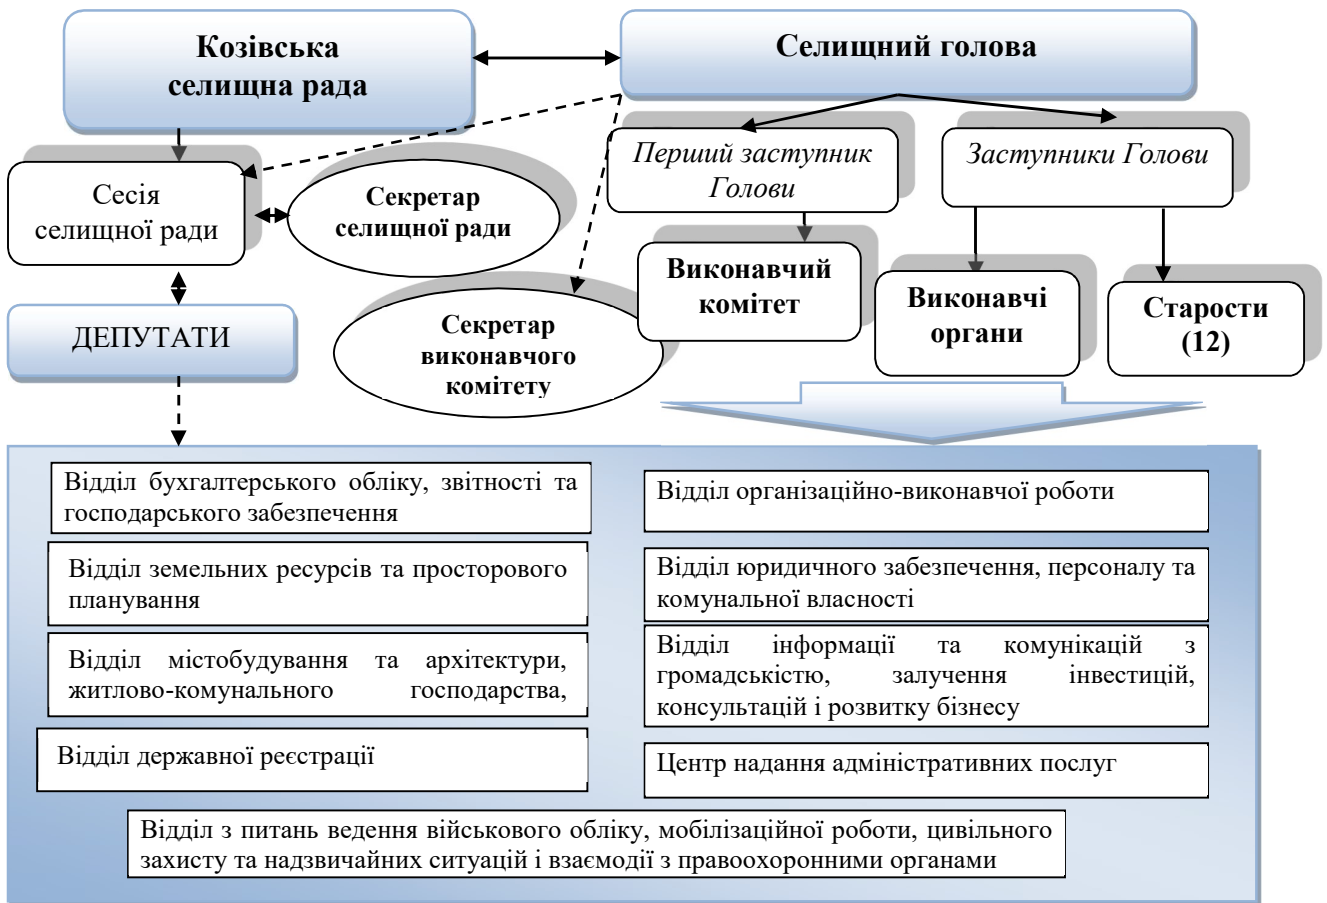 Козівська
селищна рада
Селищний голова
Перший заступник
Голови
Заступники Голови
Сесія
селищної ради
Секретар
селищної ради
Виконавчий
комітет
Виконавчі
органи
Старости
(12)
ДЕПУТАТИ
Секретар
виконавчого
комітету
Відділ бухгалтерського обліку, звітності та
господарського забезпечення
Відділ організаційно-виконавчої роботи
Відділ земельних ресурсів та просторового
планування
Відділ юридичного забезпечення, персоналу та
комунальної власності
Відділ містобудування та архітектури,
житлово-комунального господарства,
Відділ інформації та комунікацій з
громадськістю, залучення інвестицій,
консультацій і розвитку бізнесу
Відділ державної реєстрації
Центр надання адміністративних послуг
Відділ з питань ведення військового обліку, мобілізаційної роботи, цивільного
захисту та надзвичайних ситуацій і взаємодії з правоохоронними органами